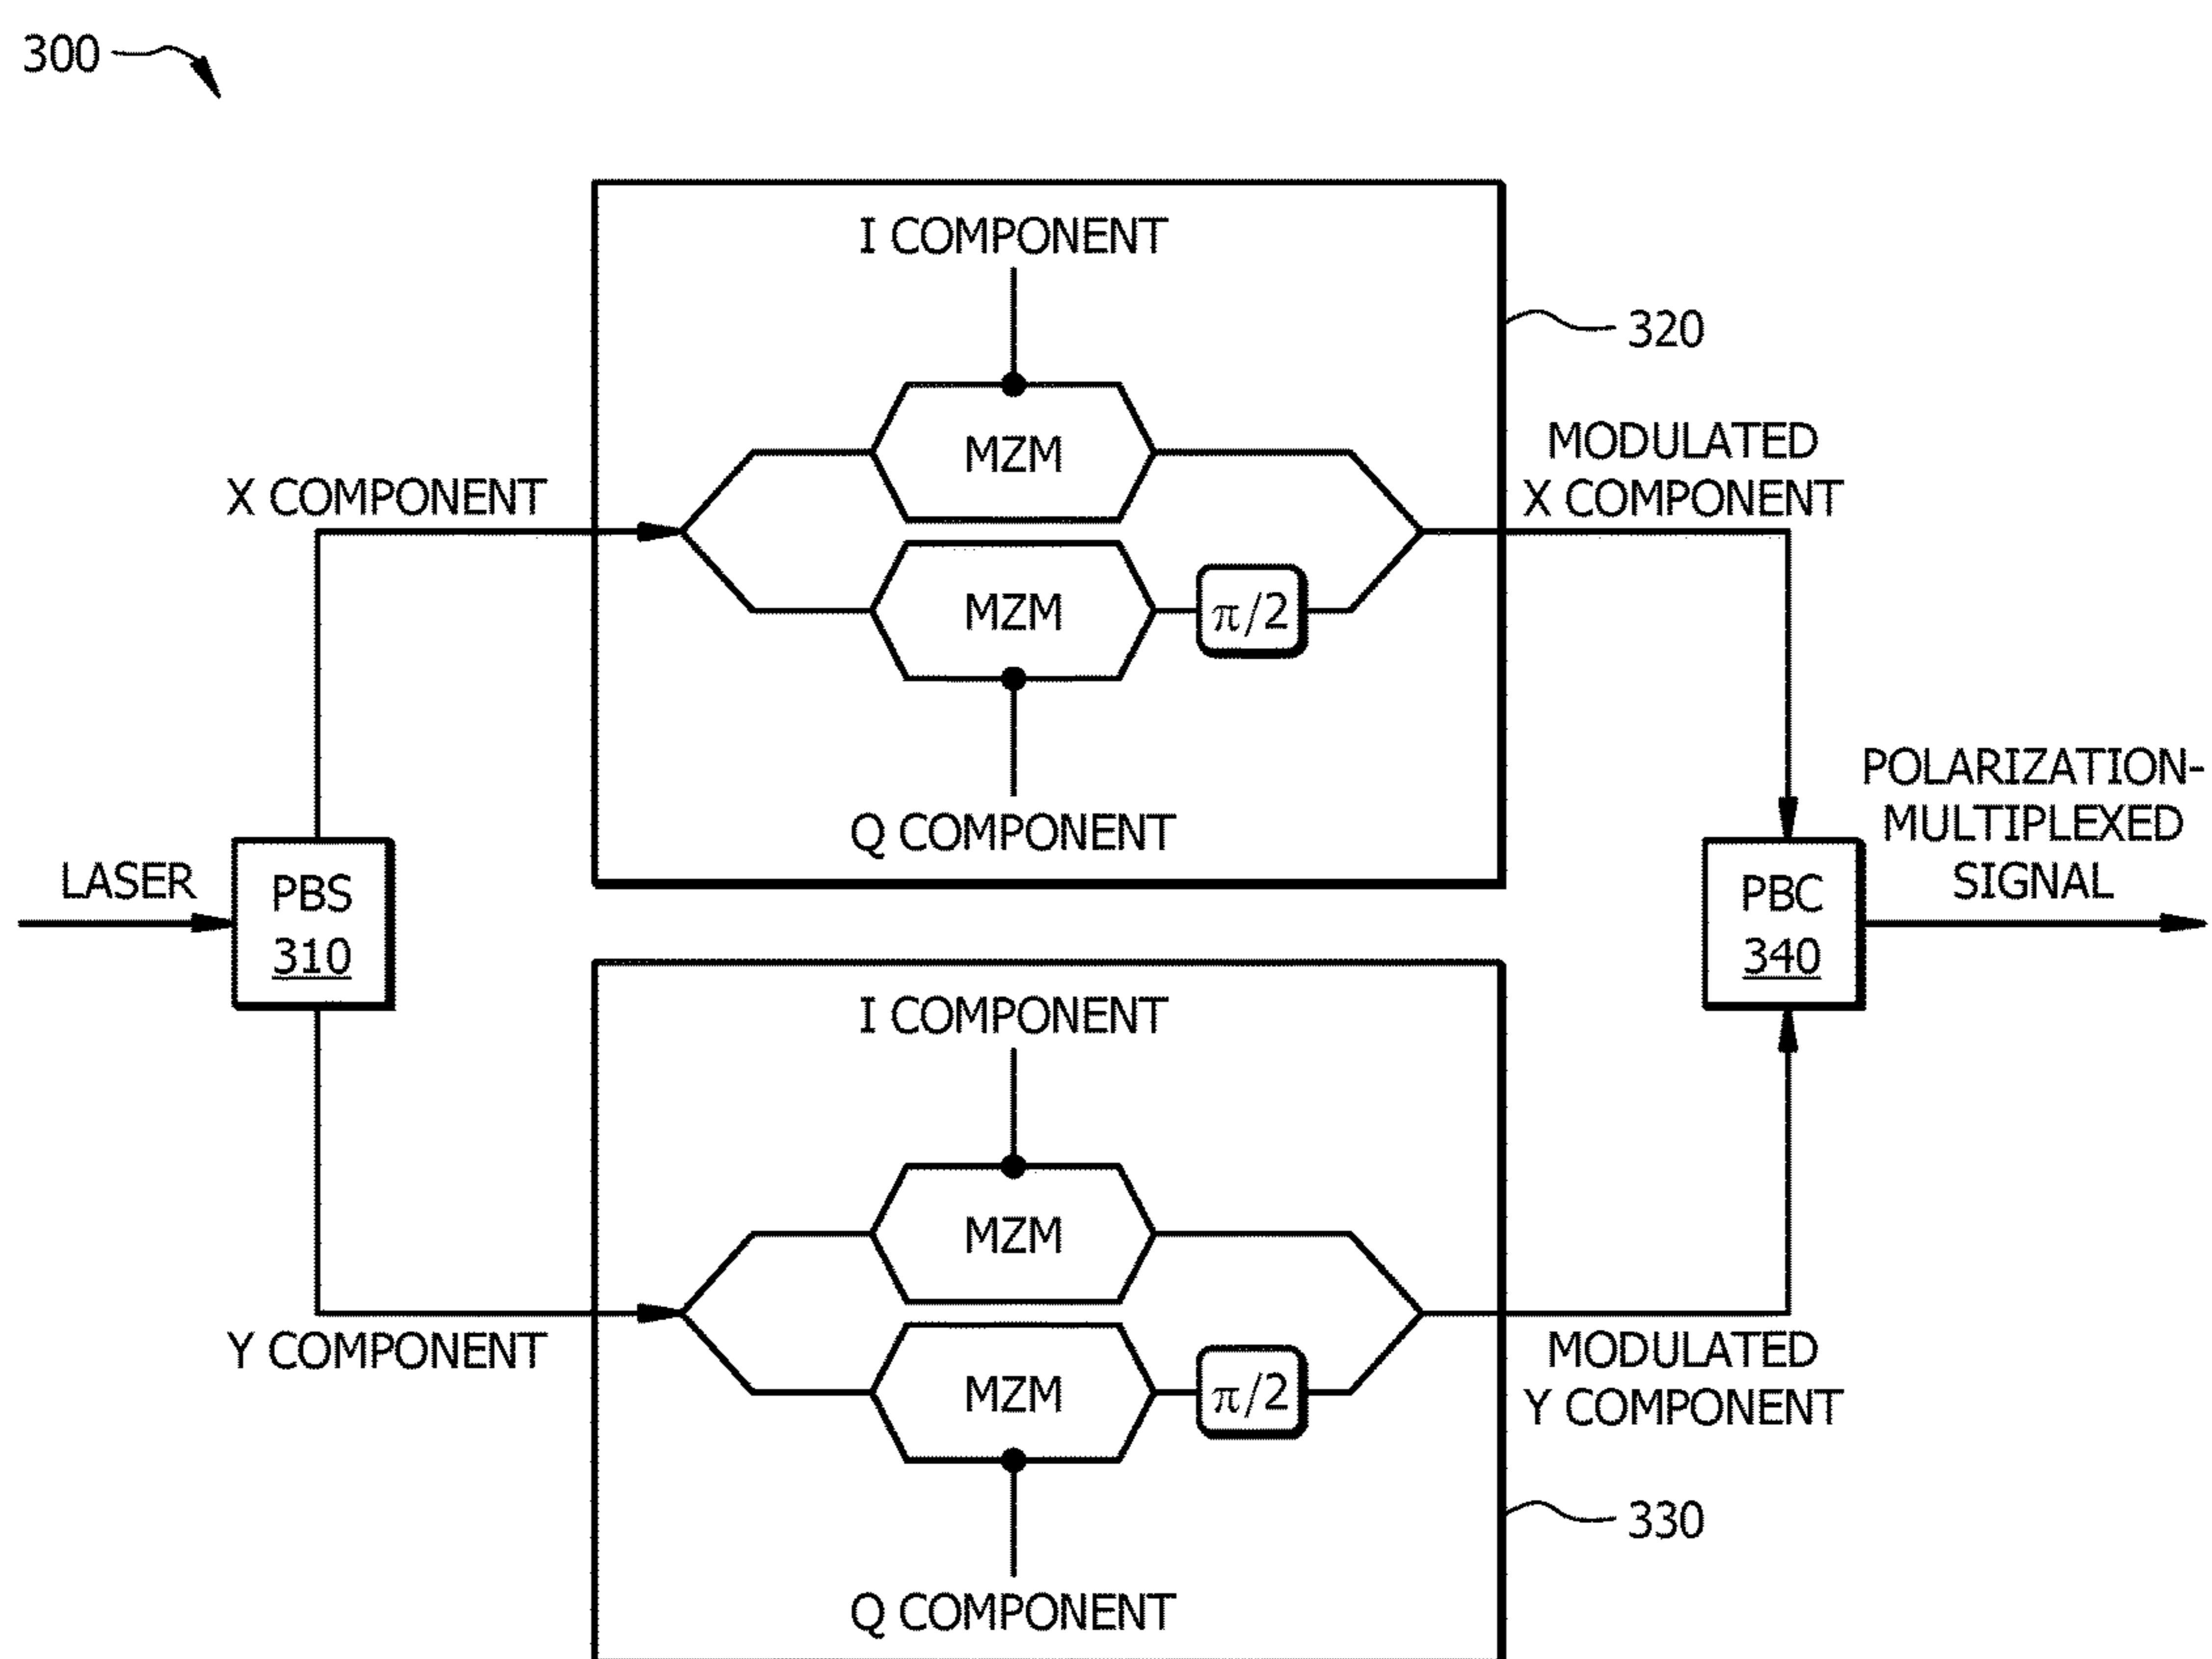 300
I COMPONENT
320
MZM
MODULATED
X COMPONENT
X COMPONENT
MZM
π/2
Q COMPONENT
POLARIZATION-
MULTIPLEXED
SIGNAL
LASER
PBS
310
PBC
340
I COMPONENT
MZM
Y COMPONENT
MODULATED
Y COMPONENT
MZM
π/2
330
Q COMPONENT